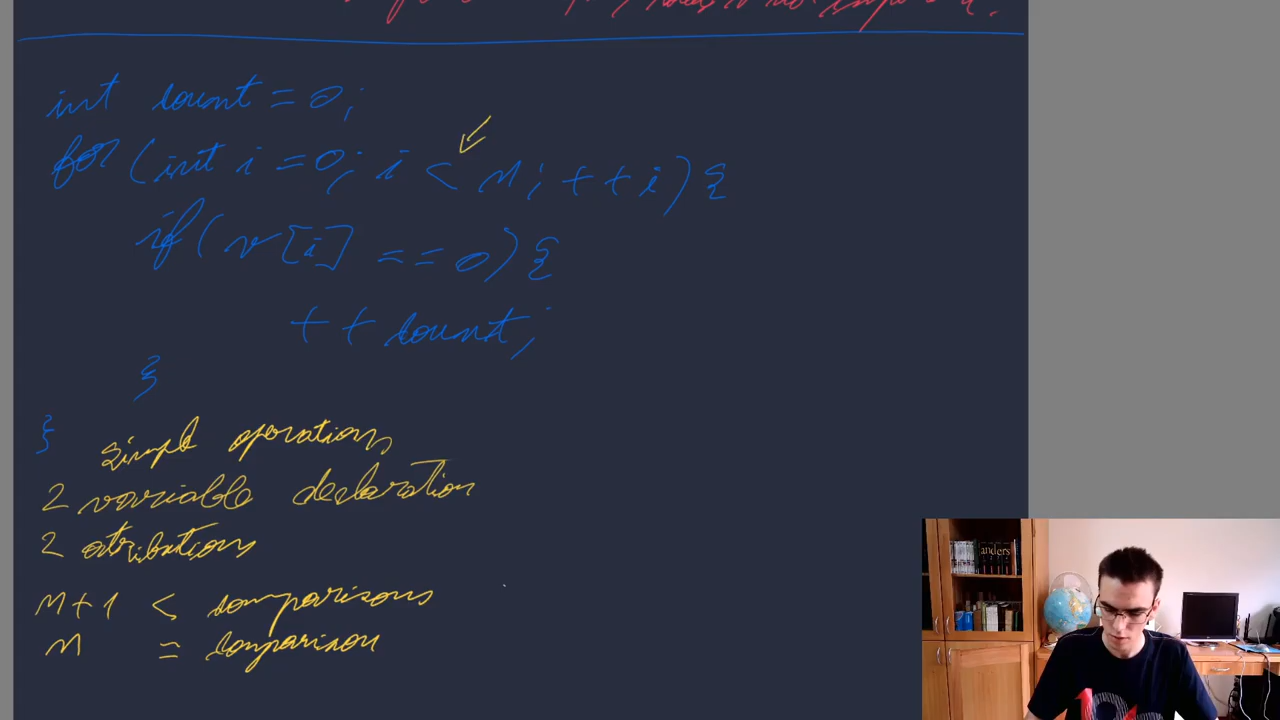 int count = 0;
for (int i = 0; i < n; ++i) {
if (v[i] == 0) {
++ count;
}
}
simple operations
2 variable declaration
2 atributions
n+1 < comparisons
n = comparison
anders